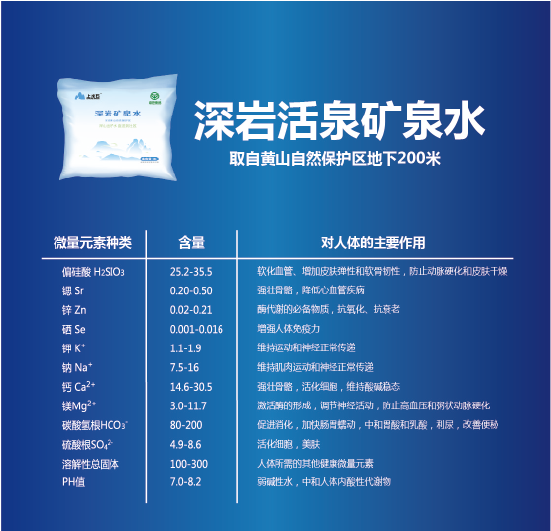 上水石
深岩矿泉水
深岩活泉矿泉水
取自黄山自然保护区地下200米
微量元素种类 含量 对人体的主要作用
偏硅酸 H2SIO3 25.2-35.5 软化血管、增加皮肤弹性和软骨韧性，防止动脉硬化和皮肤干燥
锶 Sr 0.20-0.50 强壮骨骼，降低心血管疾病
锌 Zn 0.02-0.21 酶代谢的必备物质，抗氧化、抗衰老
硒 Se 0.001-0.016 增强人体免疫力
钾 K+ 1.1-1.9 维持运动和神经正常传递
钠 Na+ 7.5-16 维持肌肉运动和神经正常传递
钙 Ca2+ 14.6-30.5 强壮骨骼，活化细胞，维持酸碱稳态
镁Mg2+ 3.0-11.7 激活酶的形成，调节神经活动，防止高血压和粥状动脉硬化
碳酸氢根HCO3- 80-200 促进消化，加快肠胃蠕动，中和胃酸和乳酸，利尿，改善便秘
硫酸根SO42- 4.9-8.6 活化细胞，美肤
溶解性总固体 100-300 人体所需的其他健康微量元素
PH值 7.0-8.2 弱碱性水，中和人体内酸性代谢物